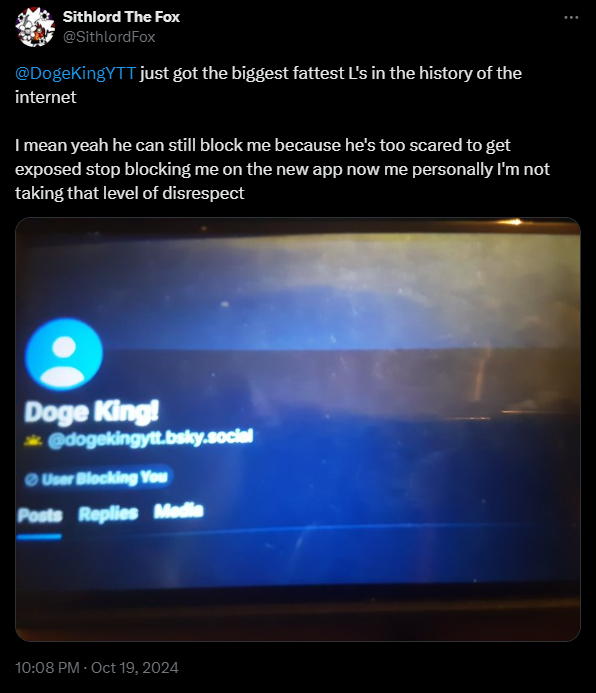 Sithlord The Fox
@SithlordFox
@DogeKingYTT just got the biggest fattest L's in the history of the
internet
I mean yeah he can still block me because he's too scared to get
exposed stop blocking me on the new app now me personally I'm not
taking that level of disrespect
Doge King!
@dogekingytt.bsky.social
User Blocking You
Posts Replies Media
10:08 PM · Oct 19, 2024